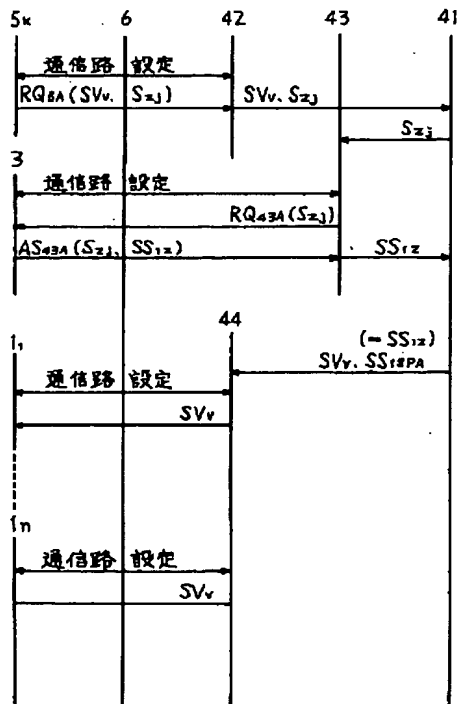 5k 6 42 43 41
通信路 設定
RQ5A(SVv, Szj) SVv, Szj
Szj
3
通信路 設定
RQ43A(Szj)
AS43A(Szj, SS1z) SS1z
44
(= SS1z)
11
SVv, SS1SPA
通信路 設定
SVv
1n
通信路 設定
SVv